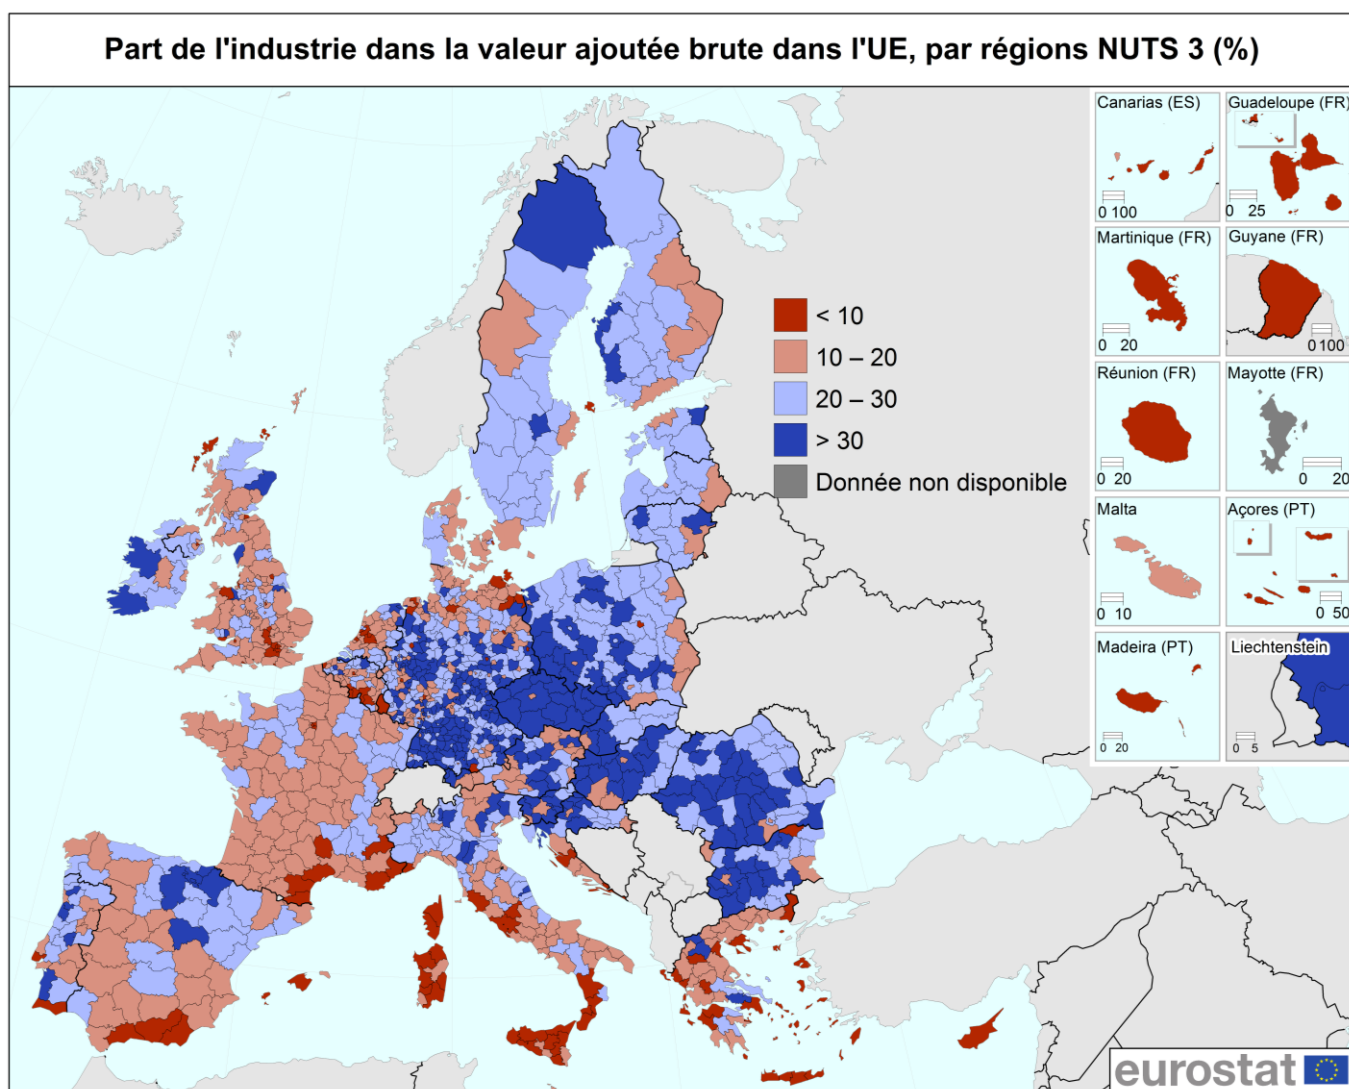 Part de l'industrie dans la valeur ajoutée brute dans l'UE, par régions NUTS 3 (%)
Canarias (ES)
0 100
Guadeloupe (FR)
0 25
Martinique (FR)
0 20
Guyane (FR)
0 100
Réunion (FR)
0 20
Mayotte (FR)
0 20
Malta
0 10
Açores (PT)
0 50
Madeira (PT)
0 20
Liechtenstein
0 5
< 10
10 – 20
20 – 30
> 30
Donnée non disponible
eurostat